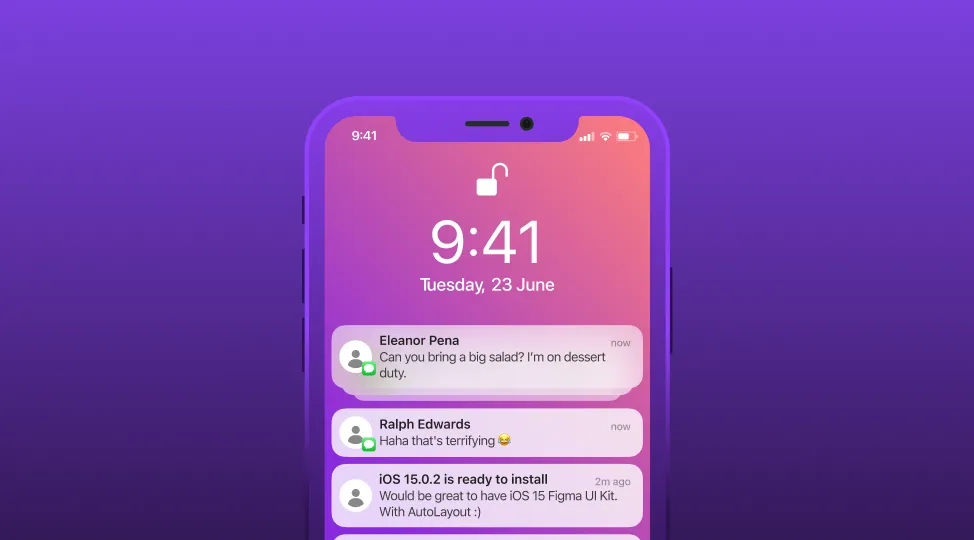 9:41
9:41
Tuesday, 23 June
Eleanor Pena
now
Can you bring a big salad? I'm on dessert
duty.
Ralph Edwards
now
Haha that's terrifying 😂
iOS 15.0.2 is ready to install
2m ago
Would be great to have iOS 15 Figma UI Kit.
With AutoLayout :)